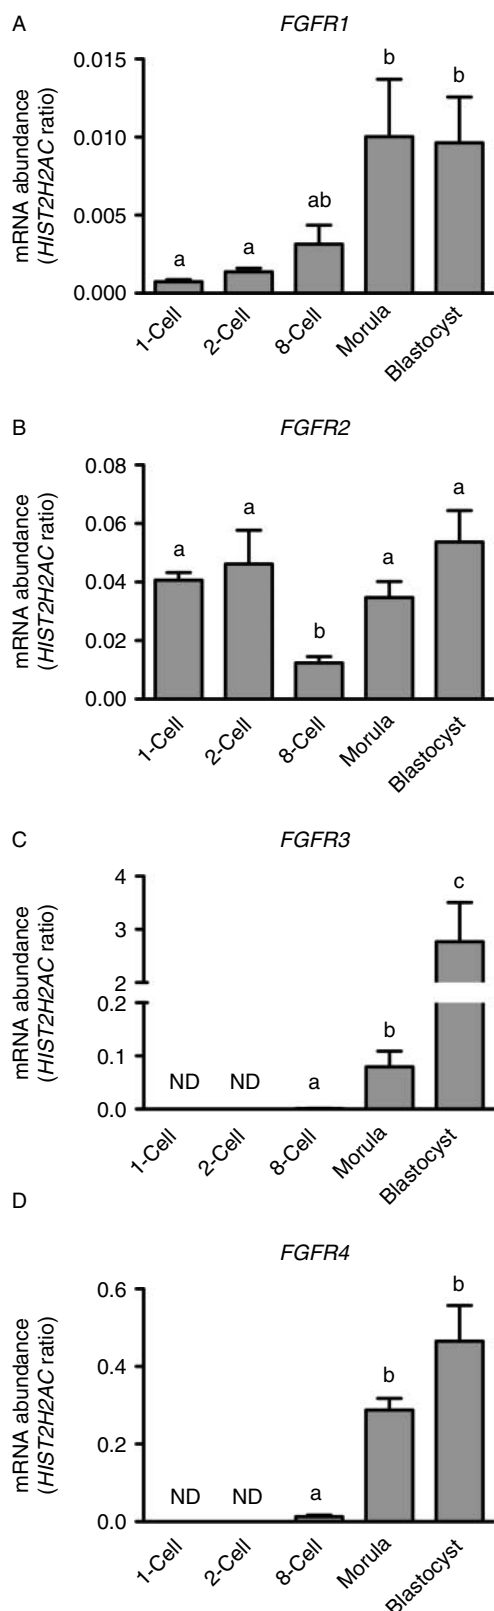 A
FGFR1
mRNA abundance
(HIST2H2AC ratio)
0.015
0.010
0.005
0.000
a
a
ab
b
b
1-Cell
2-Cell
8-Cell
Morula
Blastocyst
B
FGFR2
mRNA abundance
(HIST2H2AC ratio)
0.08
0.06
0.04
0.02
0.00
a
a
b
a
a
1-Cell
2-Cell
8-Cell
Morula
Blastocyst
C
FGFR3
mRNA abundance
(HIST2H2AC ratio)
4
3
2
0.2
0.1
0.0
ND
ND
a
b
c
1-Cell
2-Cell
8-Cell
Morula
Blastocyst
D
FGFR4
mRNA abundance
(HIST2H2AC ratio)
0.6
0.4
0.2
0.0
ND
ND
a
b
b
1-Cell
2-Cell
8-Cell
Morula
Blastocyst